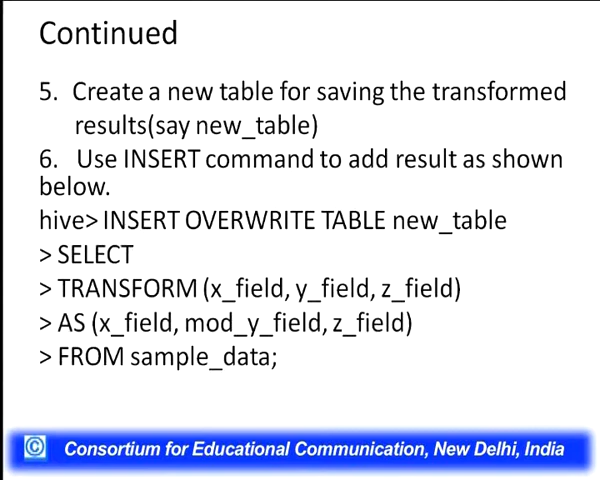 Continued
5. Create a new table for saving the transformed
results(say new_table)
6. Use INSERT command to add result as shown
below.
hive> INSERT OVERWRITE TABLE new_table
> SELECT
> TRANSFORM (x_field, y_field, z_field)
> AS (x_field, mod_y_field, z_field)
> FROM sample_data;
© Consortium for Educational Communication, New Delhi, India